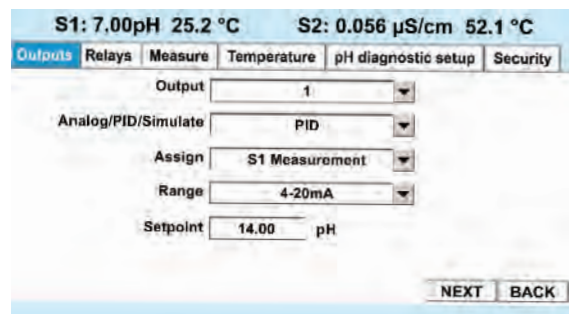 S1: 7.00pH 25.2 °C S2: 0.056 µS/cm 52.1 °C
Outputs Relays Measure Temperature pH diagnostic setup Security
Output 1
Analog/PID/Simulate PID
Assign S1 Measurement
Range 4-20mA
Setpoint 14.00 pH
NEXT BACK